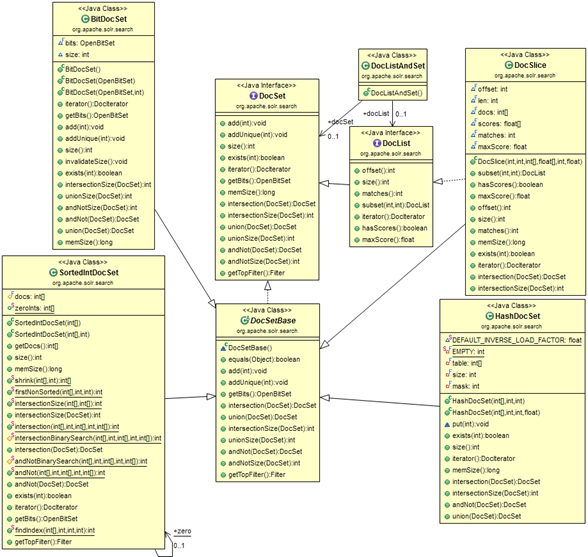 <<Java Class>>
BitDocSet
org.apache.solr.search
bits: OpenBitSet
size: int
BitDocSet()
BitDocSet(OpenBitSet)
BitDocSet(OpenBitSet,int)
iterator():DocIterator
getBits():OpenBitSet
add(int):void
addUnique(int):void
size():int
invalidateSize():void
exists(int):boolean
intersectionSize(DocSet):int
unionSize(DocSet):int
andNotSize(DocSet):int
andNot(DocSet):DocSet
union(DocSet):DocSet
memSize():long
<<Java Interface>>
DocSet
org.apache.solr.search
add(int):void
addUnique(int):void
size():int
exists(int):boolean
iterator():DocIterator
getBits():OpenBitSet
memSize():long
intersection(DocSet):DocSet
intersectionSize(DocSet):int
union(DocSet):DocSet
unionSize(DocSet):int
andNot(DocSet):DocSet
andNotSize(DocSet):int
getTopFilter():Filter
<<Java Class>>
DocListAndSet
org.apache.solr.search
DocListAndSet()
+docSet
0..1
+docList
0..1
<<Java Interface>>
DocList
org.apache.solr.search
offset():int
size():int
matches():int
subset(int,int):DocList
iterator():DocIterator
hasScores():boolean
maxScore():float
<<Java Class>>
DocSlice
org.apache.solr.search
offset: int
len: int
docs: int[]
scores: float[]
matches: int
maxScore: float
DocSlice(int,int,int[],float[],int,float)
subset(int,int):DocList
hasScores():boolean
maxScore():float
offset():int
size():int
matches():int
memSize():long
exists(int):boolean
iterator():DocIterator
intersection(DocSet):DocSet
intersectionSize(DocSet):int
<<Java Class>>
SortedIntDocSet
org.apache.solr.search
docs: int[]
zeroInts: int[]
SortedIntDocSet(int[])
SortedIntDocSet(int[],int)
getDocs():int[]
size():int
memSize():long
shrink(int[],int):int[]
firstNonSorted(int[],int,int):int
intersectionSize(int[],int[]):int
intersectionSize(DocSet):int
intersection(int[],int,int[],int,int[]):int
intersectionBinarySearch(int[],int,int[],int,int[]):int
intersection(DocSet):DocSet
andNotBinarySearch(int[],int,int[],int,int[]):int
andNot(int[],int,int[],int,int[]):int
andNot(DocSet):DocSet
exists(int):boolean
iterator():DocIterator
getBits():OpenBitSet
findIndex(int[],int,int,int):int
getTopFilter():Filter
+zero
0..1
<<Java Class>>
DocSetBase
org.apache.solr.search
DocSetBase()
equals(Object):boolean
add(int):void
addUnique(int):void
getBits():OpenBitSet
intersection(DocSet):DocSet
union(DocSet):DocSet
intersectionSize(DocSet):int
unionSize(DocSet):int
andNot(DocSet):DocSet
andNotSize(DocSet):int
getTopFilter():Filter
<<Java Class>>
HashDocSet
org.apache.solr.search
DEFAULT_INVERSE_LOAD_FACTOR: float
EMPTY: int
table: int[]
size: int
mask: int
HashDocSet(int[],int,int)
HashDocSet(int[],int,int,float)
put(int):void
exists(int):boolean
size():int
iterator():DocIterator
memSize():long
intersection(DocSet):DocSet
intersectionSize(DocSet):int
andNot(DocSet):DocSet
union(DocSet):DocSet